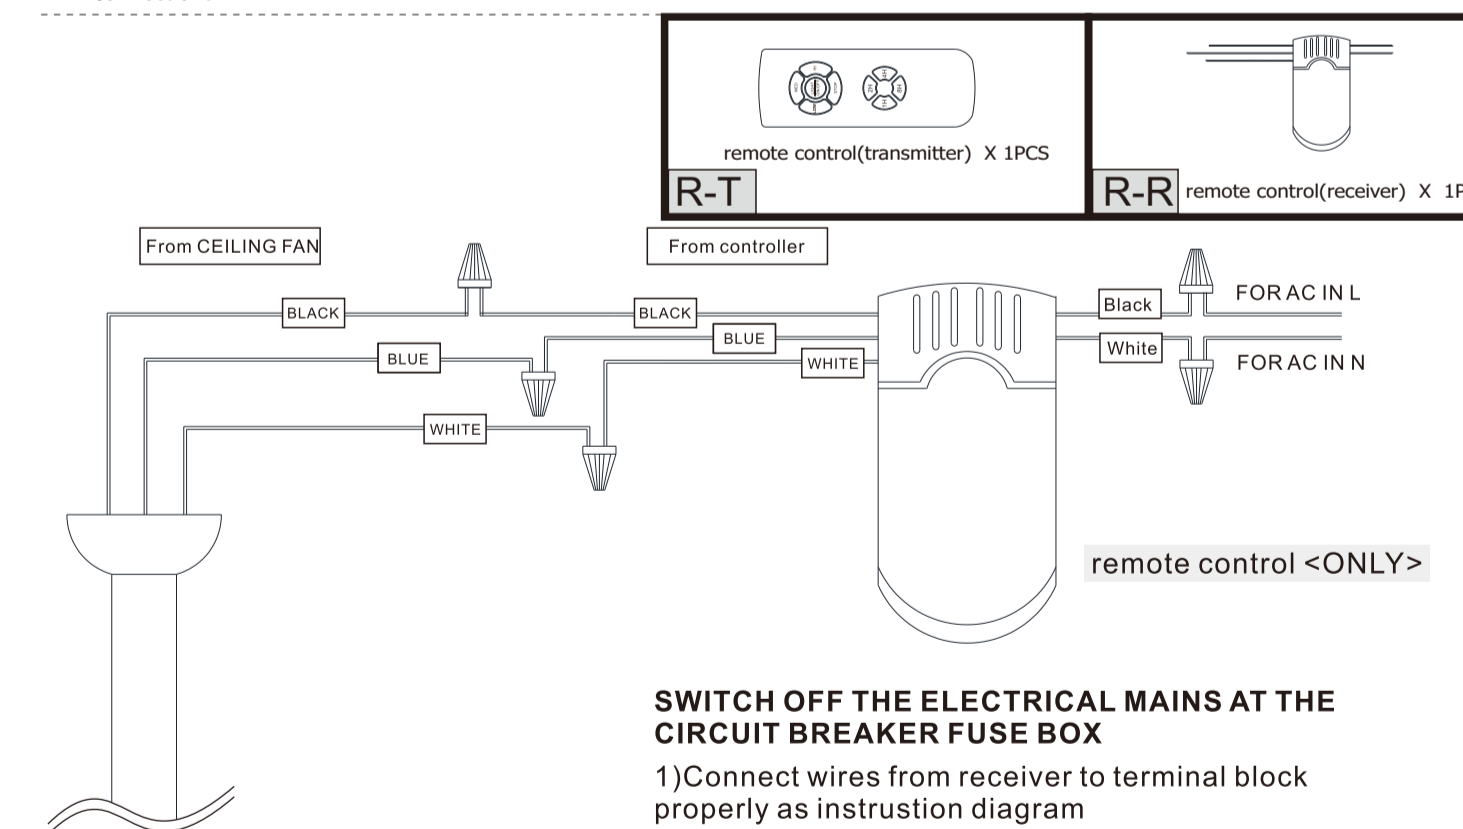 remote control(transmitter) X 1PCS
R-T
R-R
remote control(receiver) X 1P
From CEILING FAN
From controller
BLACK
BLACK
Black
FOR AC IN L
BLUE
BLUE
White
FOR AC IN N
WHITE
WHITE
remote control <ONLY>
SWITCH OFF THE ELECTRICAL MAINS AT THE
CIRCUIT BREAKER FUSE BOX
1)Connect wires from receiver to terminal block
properly as instrustion diagram